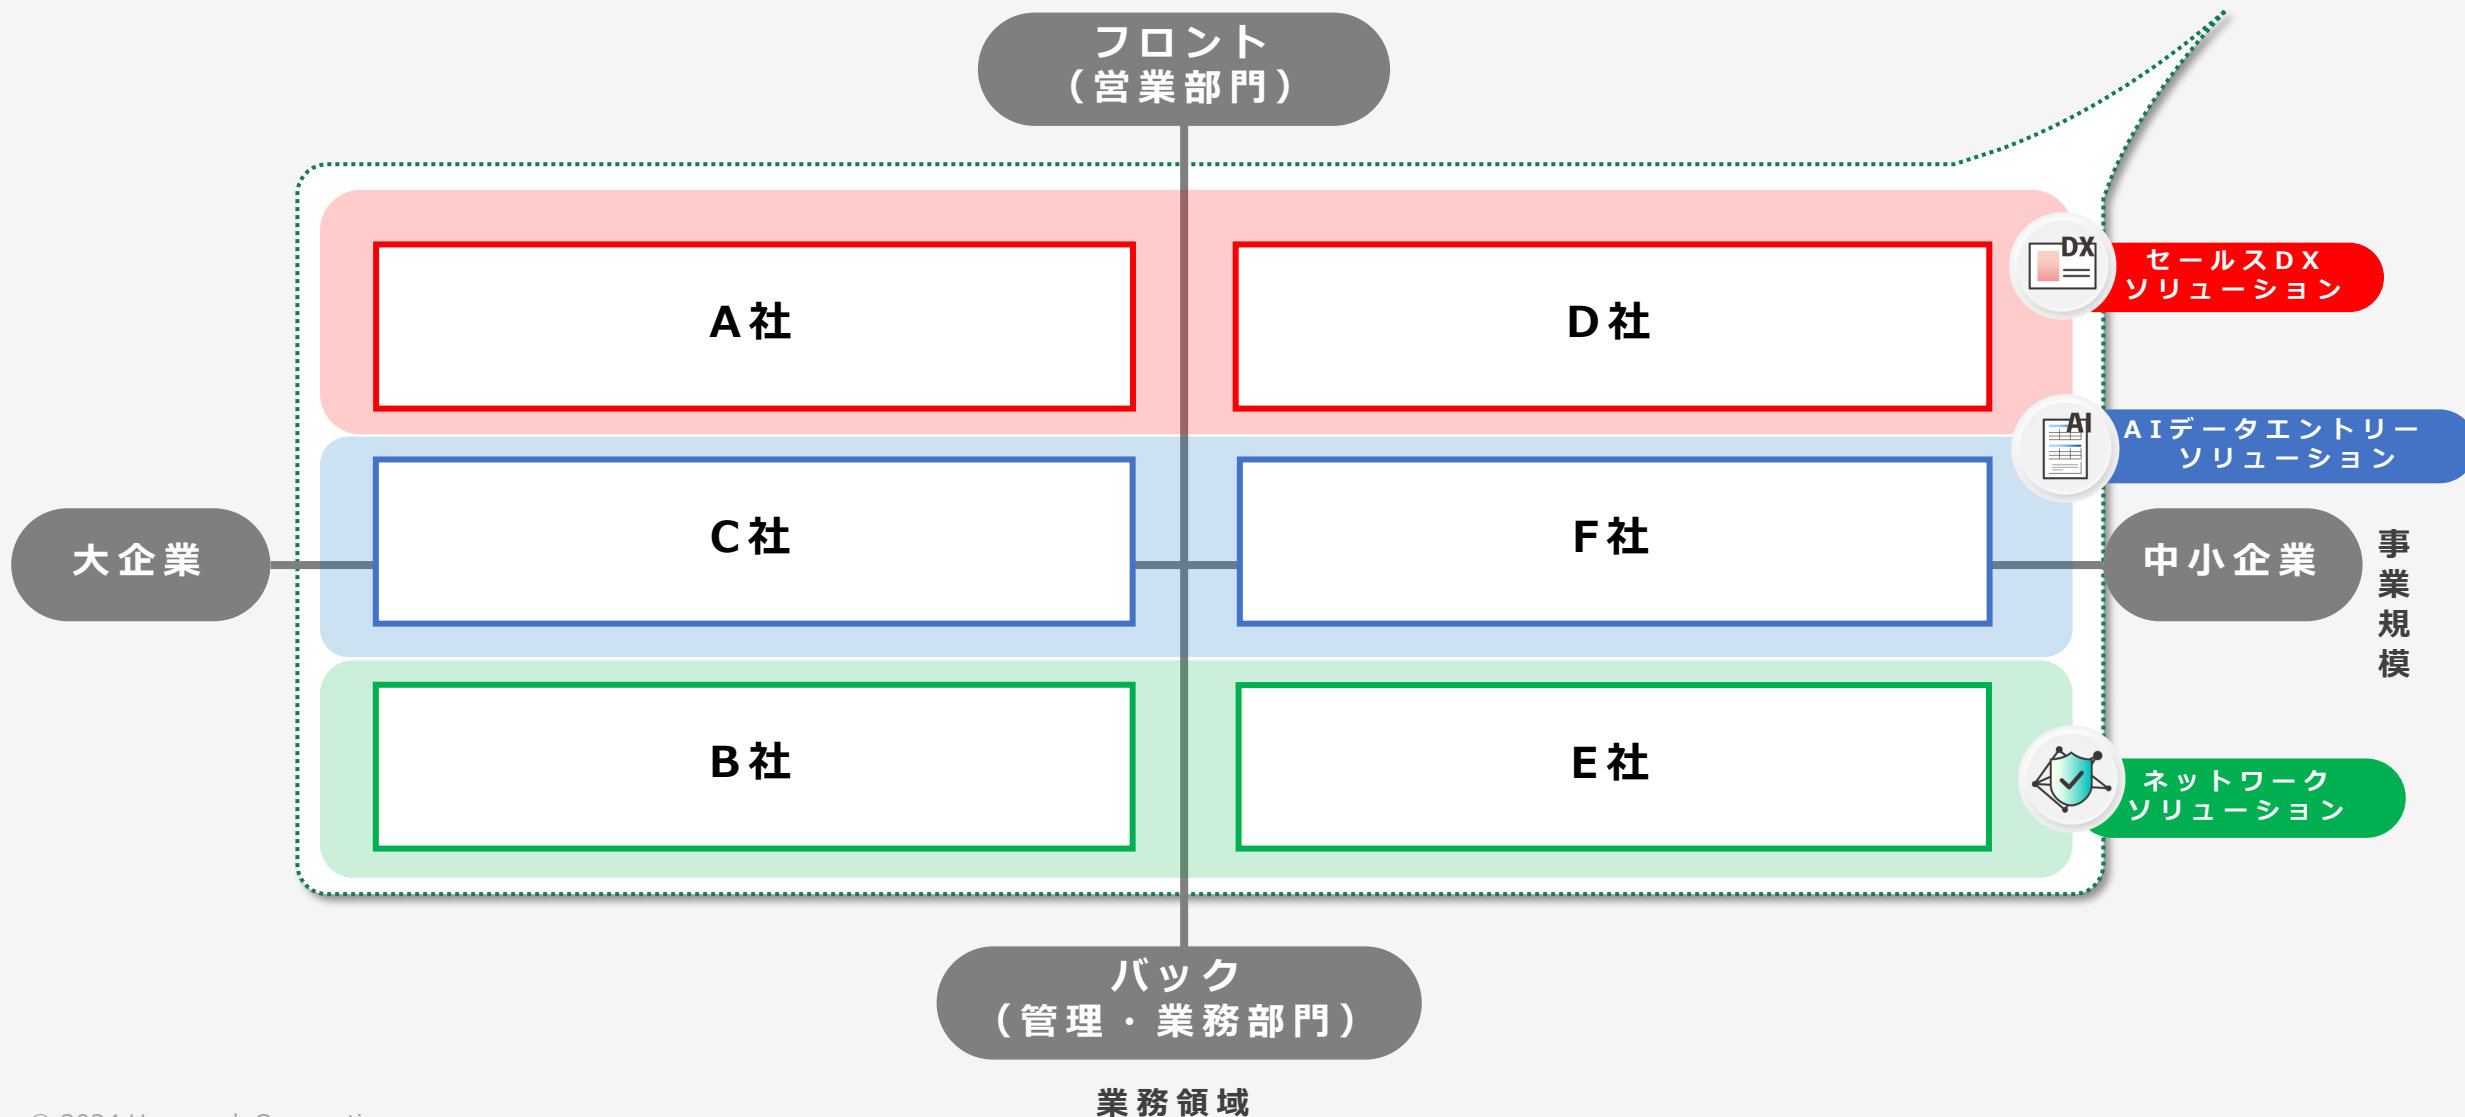 フロント
（営業部門）
A社
D社
DX
セールスDX
ソリューション
AI
AIデータエントリー
ソリューション
C社
F社
大企業
中小企業
事業規模
B社
E社
ネットワーク
ソリューション
バック
（管理・業務部門）
業務領域